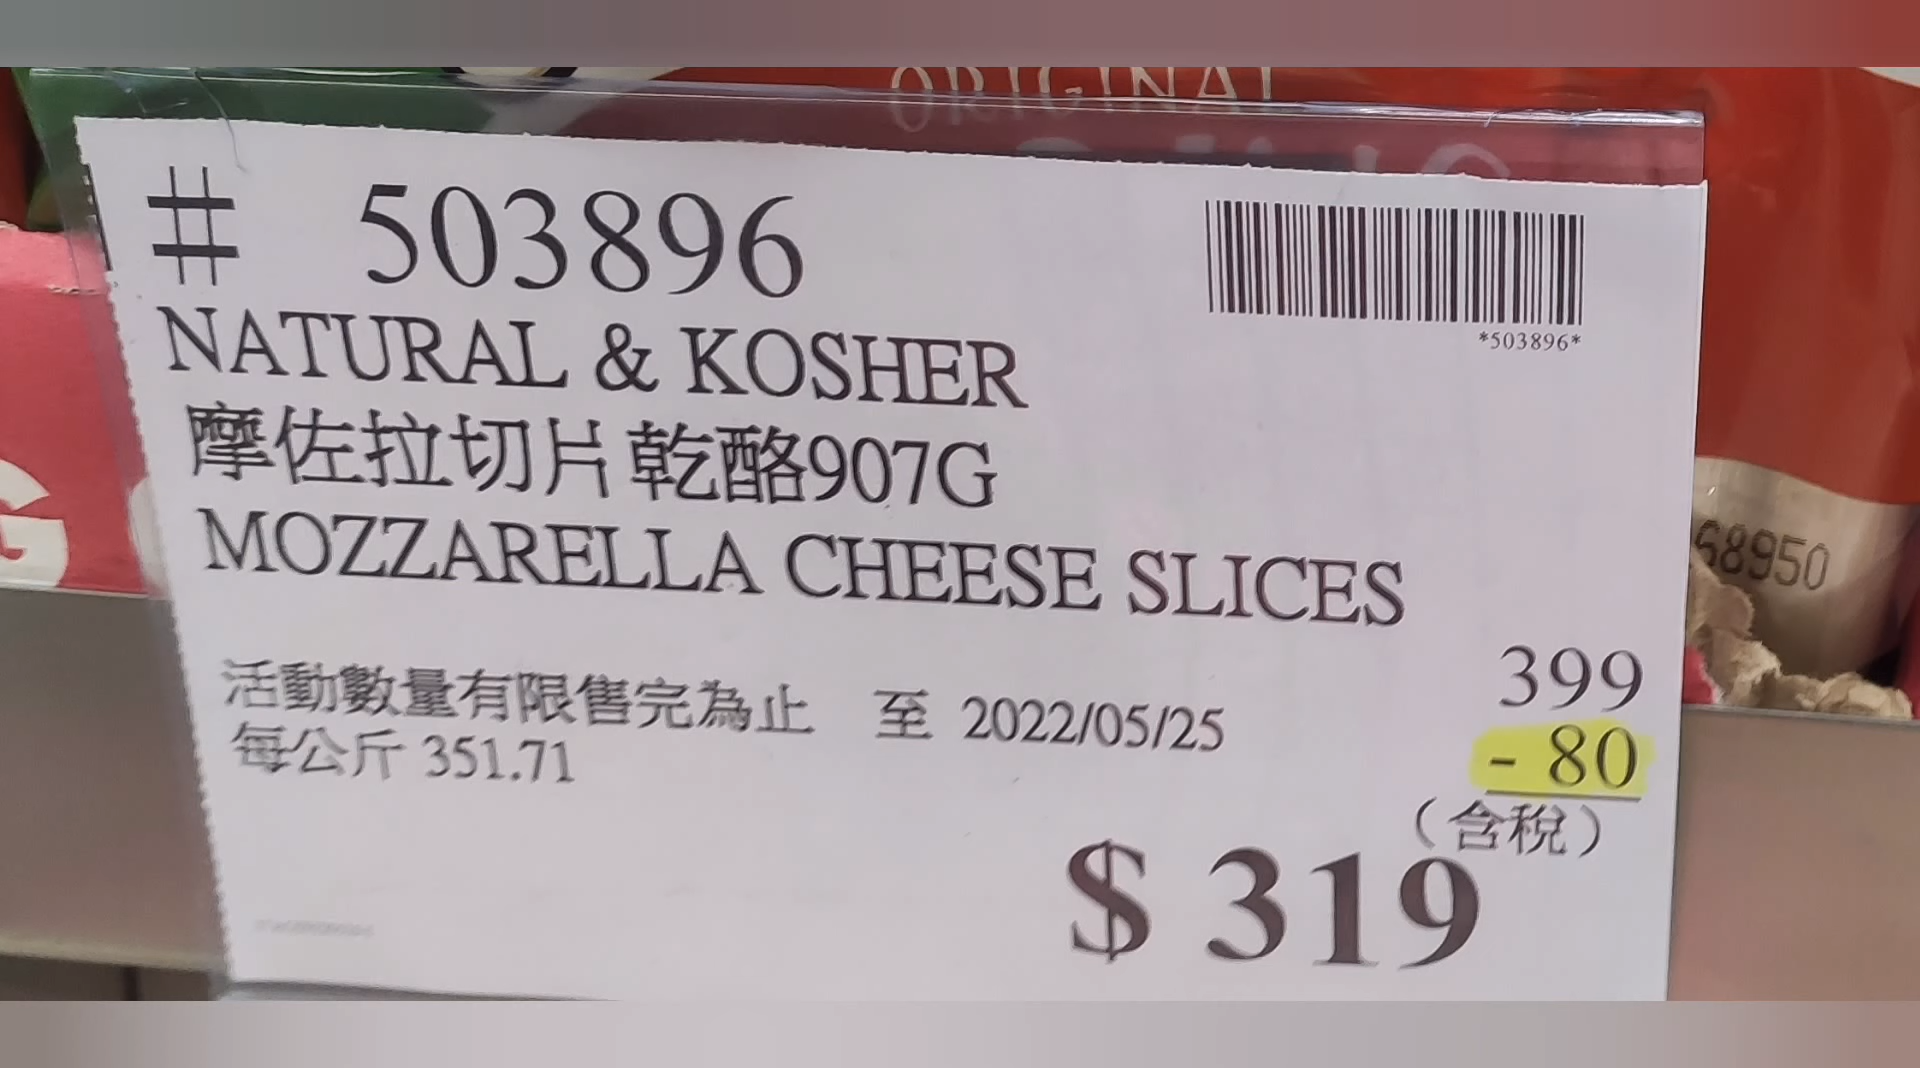 ORIGINAL
# 503896
*503896*
NATURAL & KOSHER
摩佐拉切片乾酪907G
MOZZARELLA CHEESE SLICES
活動數量有限售完為止 至 2022/05/25
每公斤 351.71
399
- 80
(含稅)
$ 319
68950
G